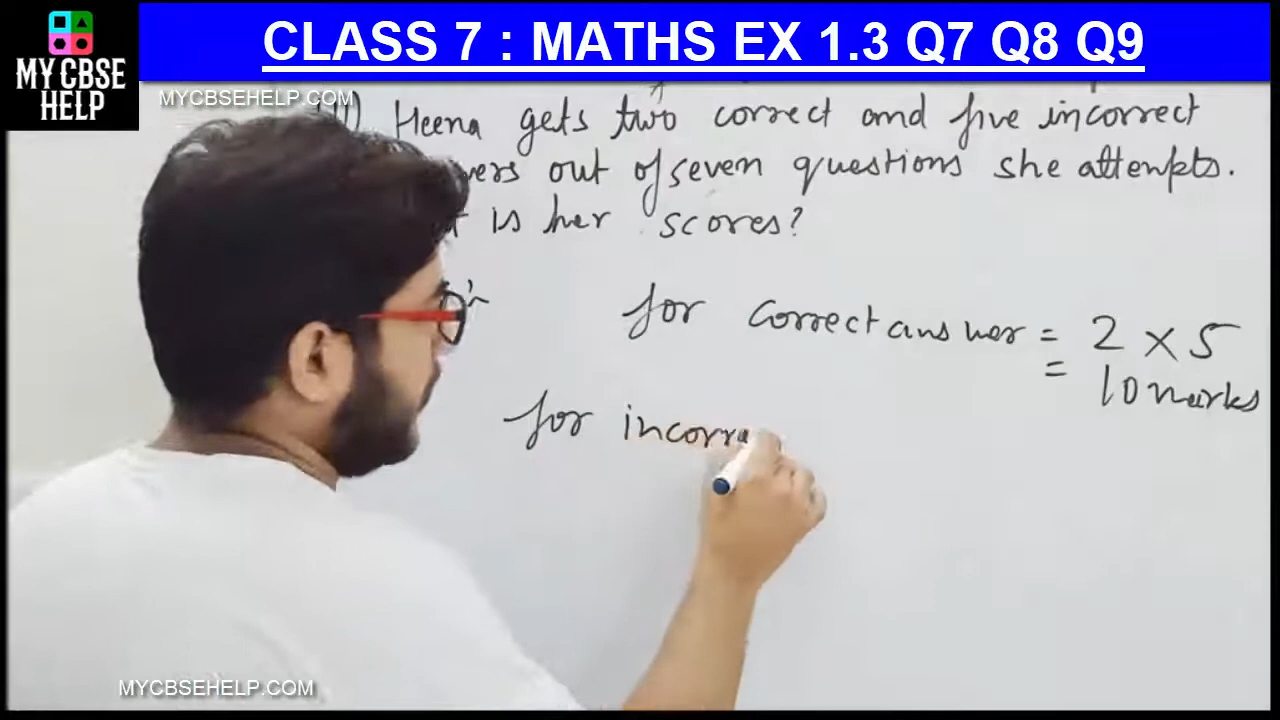 CLASS 7 : MATHS EX 1.3 Q7 Q8 Q9
MY CBSE
HELP
MYCBSEHELP.COM
Heena gets two correct and five incorrect
out of seven questions she attempts.
is her scores?
for correct answer = 2 × 5
= 10 marks
for incorre
MYCBSEHELP.COM